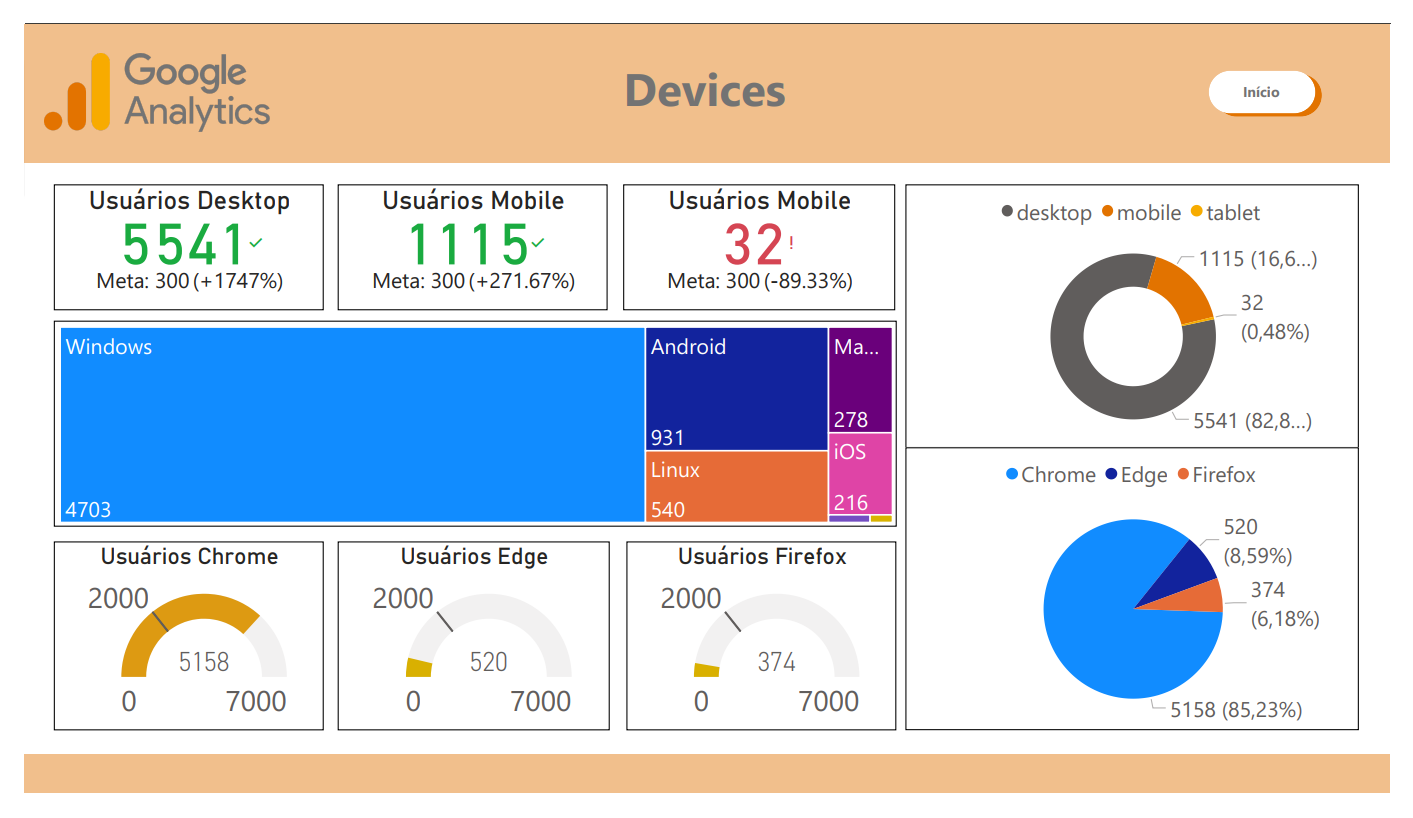 Google
Analytics
Devices
Início
Usuários Desktop
5541
Meta: 300 (+1747%)
Usuários Mobile
1115
Meta: 300 (+271.67%)
Usuários Mobile
32!
Meta: 300 (-89.33%)
desktop mobile tablet
1115 (16,6...)
32
(0,48%)
5541 (82,8...)
Windows
4703
Android
931
Linux
540
Ma...
278
iOS
216
Chrome Edge Firefox
520
(8,59%)
374
(6,18%)
5158 (85,23%)
Usuários Chrome
2000
5158
0
7000
Usuários Edge
2000
520
0
7000
Usuários Firefox
2000
374
0
7000